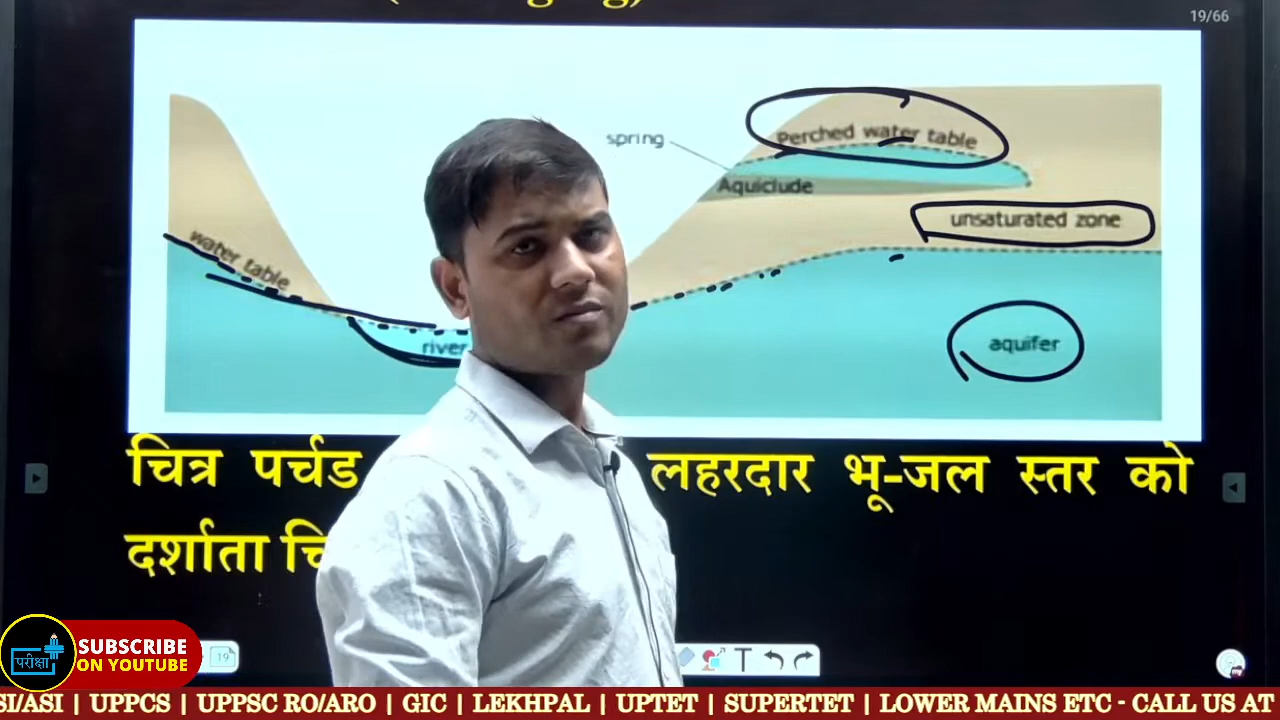 19/66
spring
Perched water table
Aquiclude
unsaturated zone
water table
river
aquifer
चित्र पर्चड लहरदार भू-जल स्तर को
दर्शाता
19
T
परीक्षा
SUBSCRIBE
ON YOUTUBE
SI/ASI | UPPCS | UPPSC RO/ARO | GIC | LEKHPAL | UPTET | SUPERTET | LOWER MAINS ETC - CALL US AT